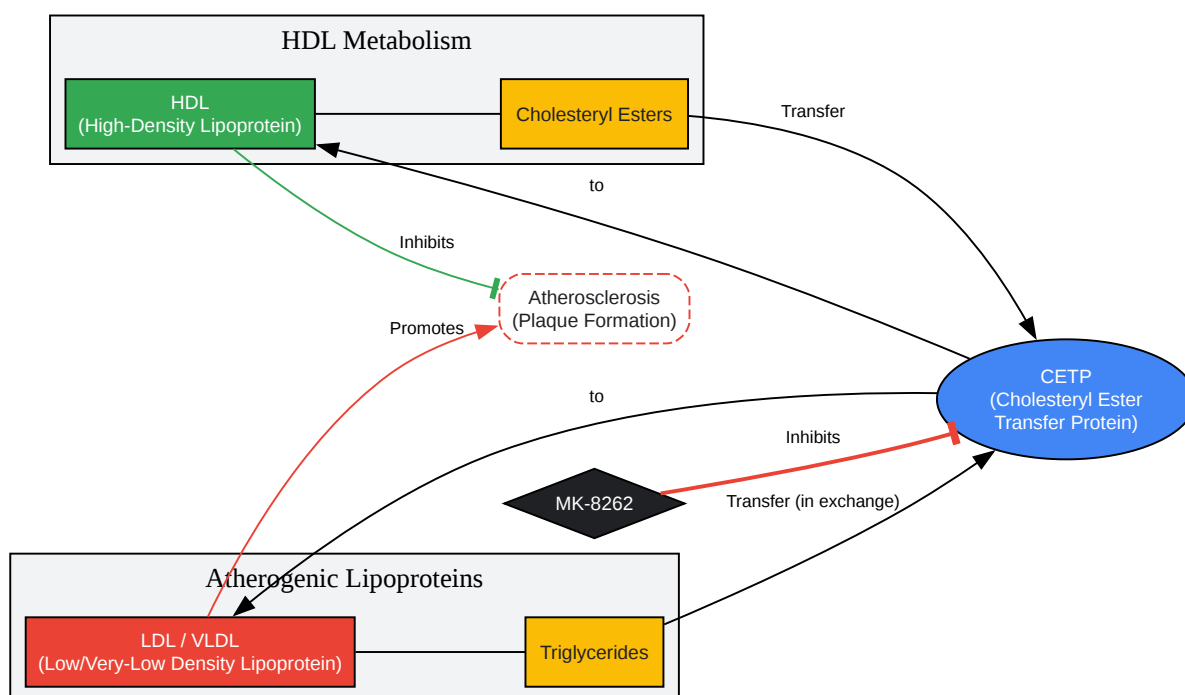 HDL Metabolism
HDL
(High-Density Lipoprotein)
Cholesteryl Esters
Transfer
to
Inhibits
Atherosclerosis
(Plaque Formation)
Promotes
CETP
(Cholesteryl Ester
Transfer Protein)
to
Inhibits
MK-8262
Transfer (in exchange)
Atherogenic Lipoproteins
LDL / VLDL
(Low/Very-Low Density Lipoprotein)
Triglycerides